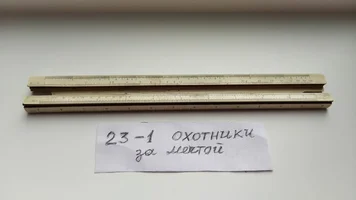 23-1 охотники
за мечтой